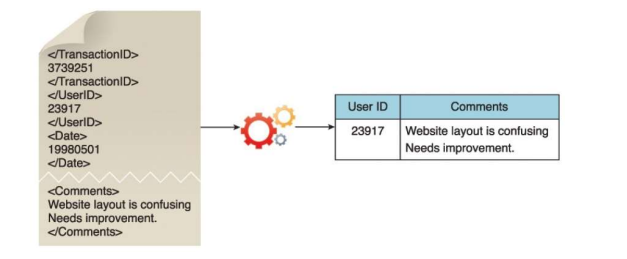 </TransactionID>
3739251
</TransactionID>
</UserID>
23917
</UserID>
<Date>
19980501
</Date>
<Comments>
Website layout is confusing
Needs improvement.
</Comments>
User ID Comments
23917 Website layout is confusing
Needs improvement.